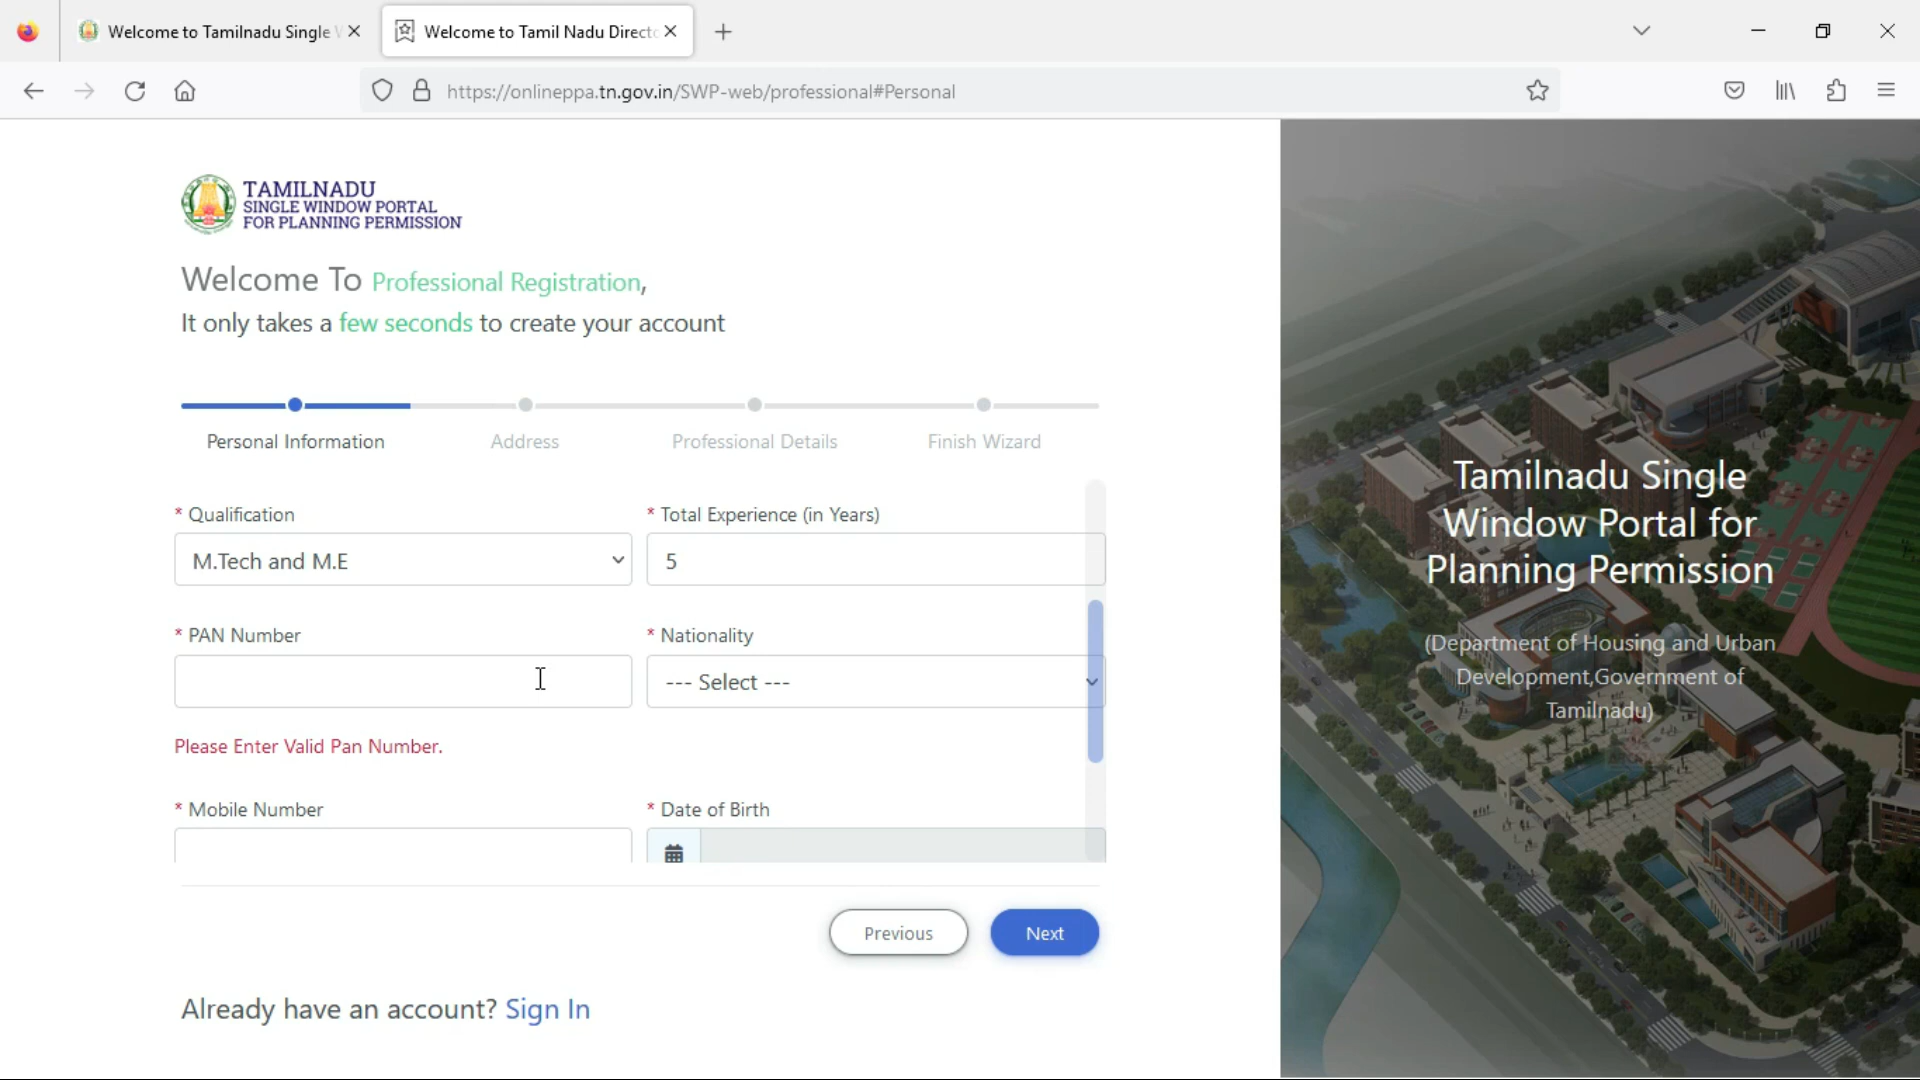 Welcome to Tamilnadu Single W
Welcome to Tamil Nadu Directo
https://onlineppa.tn.gov.in/SWP-web/professional#Personal
TAMILNADU
SINGLE WINDOW PORTAL
FOR PLANNING PERMISSION
Welcome To Professional Registration,
It only takes a few seconds to create your account
Personal Information
Address
Professional Details
Finish Wizard
* Qualification
* Total Experience (in Years)
M.Tech and M.E
5
* PAN Number
* Nationality
--- Select ---
Please Enter Valid Pan Number.
* Mobile Number
* Date of Birth
Previous
Next
Already have an account? Sign In
Tamilnadu Single
Window Portal for
Planning Permission
(Department of Housing and Urban
Development,Government of
Tamilnadu)